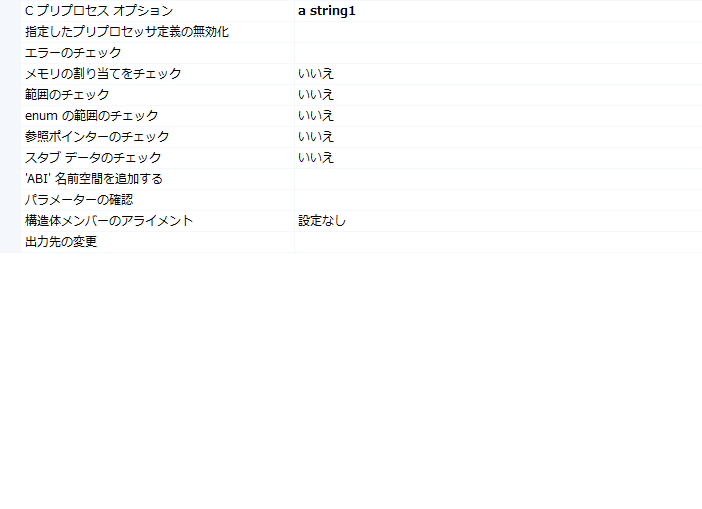 C プリプロセス オプション a string1
指定したプリプロセッサ定義の無効化
エラーのチェック
メモリの割り当てをチェック いいえ
範囲のチェック いいえ
enum の範囲のチェック いいえ
参照ポインターのチェック いいえ
スタブ データのチェック いいえ
'ABI' 名前空間を追加する
パラメーターの確認
構造体メンバーのアライメント 設定なし
出力先の変更